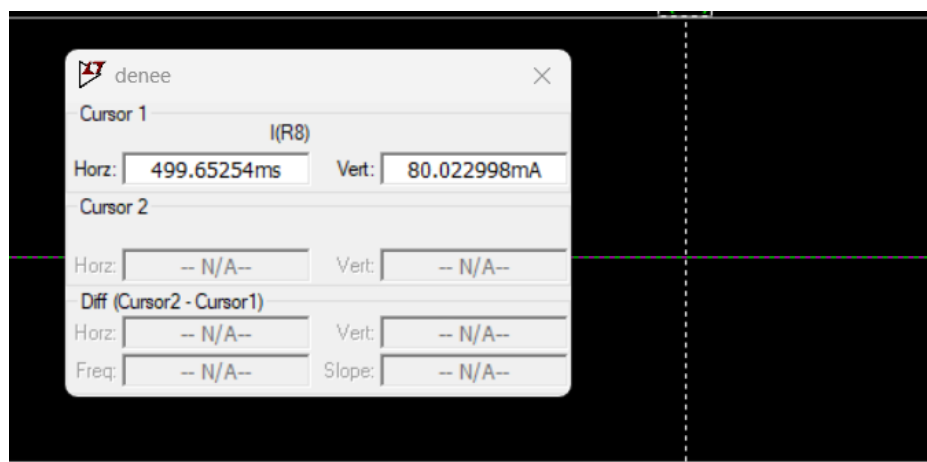 denee
Cursor 1
I(R8)
Horz: 499.65254ms Vert: 80.022998mA
Cursor 2
Horz: -- N/A-- Vert: -- N/A--
Diff (Cursor2 - Cursor1)
Horz: -- N/A-- Vert: -- N/A--
Freq: -- N/A-- Slope: -- N/A--